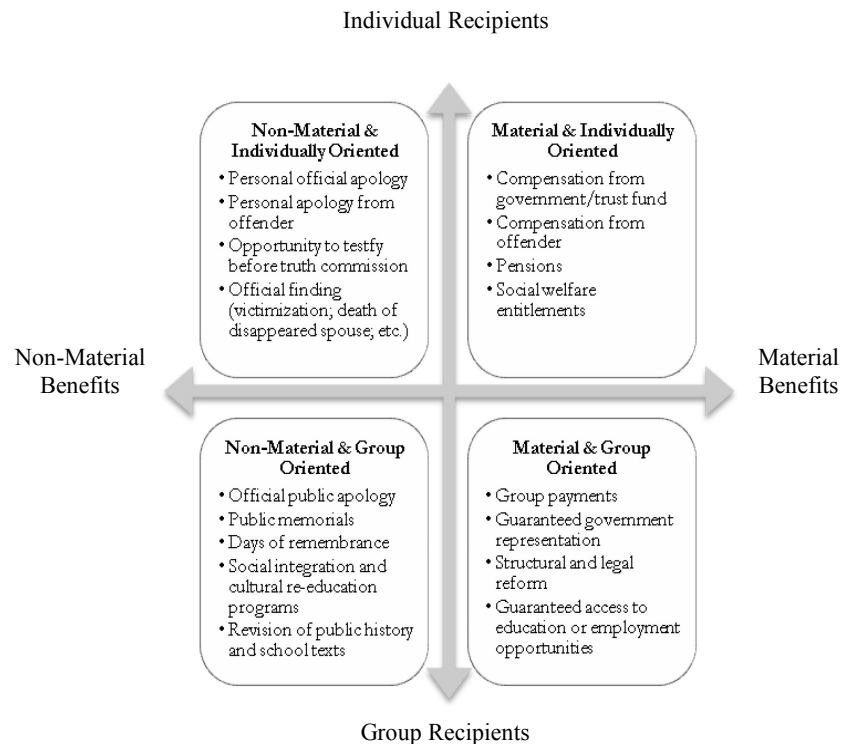 Individual Recipients
Non-Material &
Individually Oriented
• Personal official apology
• Personal apology from
offender
• Opportunity to testfy
before truth commission
• Official finding
(victimization; death of
disappeared spouse; etc.)
Material & Individually
Oriented
• Compensation from
government/trust fund
• Compensation from
offender
• Pensions
• Social welfare
entitlements
Non-Material
Benefits
Material
Benefits
Non-Material & Group
Oriented
• Official public apology
• Public memorials
• Days of remembrance
• Social integration and
cultural re-education
programs
• Revision of public history
and school texts
Material & Group
Oriented
• Group payments
• Guaranteed government
representation
• Structural and legal
reform
• Guaranteed access to
education or employment
opportunities
Group Recipients